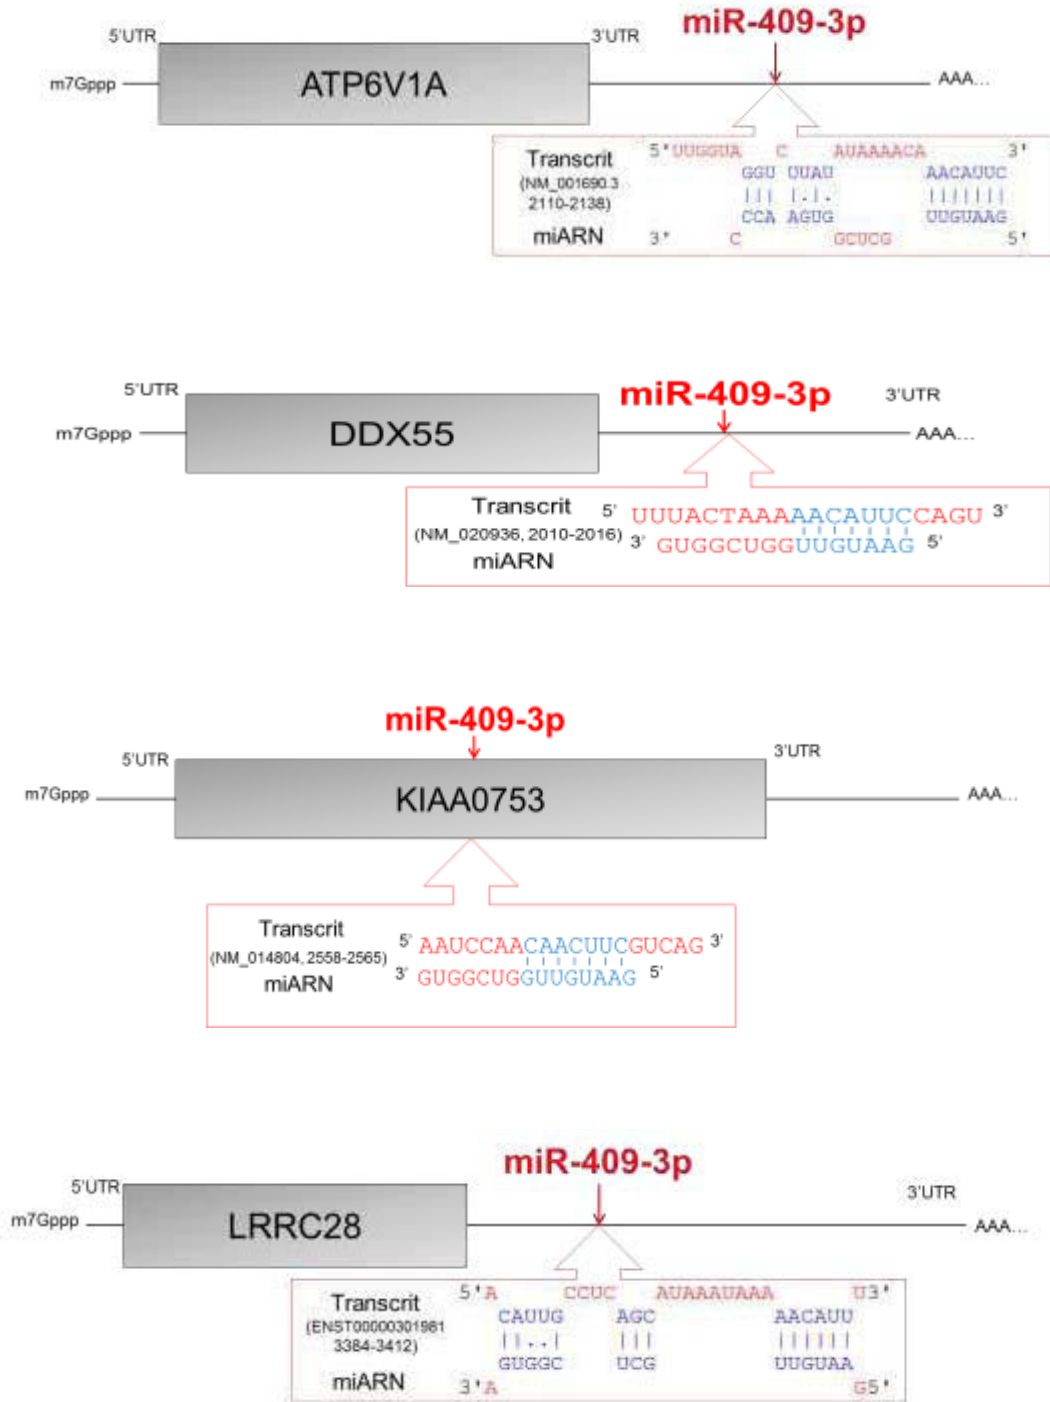 miR-409-3p
5'UTR 3'UTR
m7Gppp ATP6V1A AAA...
5'UUGGUA C AUAAAACA 3'
Transcrit GGU UUAU AACAUUC
(NM_001690.3 ||| |.|. |||||||
2110-2138) CCA AGUG UUGUAAG
miARN 3' C GCUCG 5'
5'UTR miR-409-3p 3'UTR
m7Gppp DDX55 AAA...
Transcrit 5' UUUACTAAAAACAUUCCAGU 3'
(NM_020936, 2010-2016) 3' GUGGCUGGUUGUAAG 5'
miARN
miR-409-3p
5'UTR 3'UTR
m7Gppp KIAA0753 AAA...
Transcrit 5' AAUCCAACAACUUCGUCAG 3'
(NM_014804, 2558-2565) 3' GUGGCUGGUUGUAAG 5'
miARN
miR-409-3p
5'UTR 3'UTR
m7Gppp LRRC28 AAA...
5'A CCUC AUAAAUAAA U3'
Transcrit CAUUG AGC AACAUU
(ENST00000301981 ||..| ||| ||||||
3384-3412) GUGGC UCG UUGUAA
miARN 3'A G5'